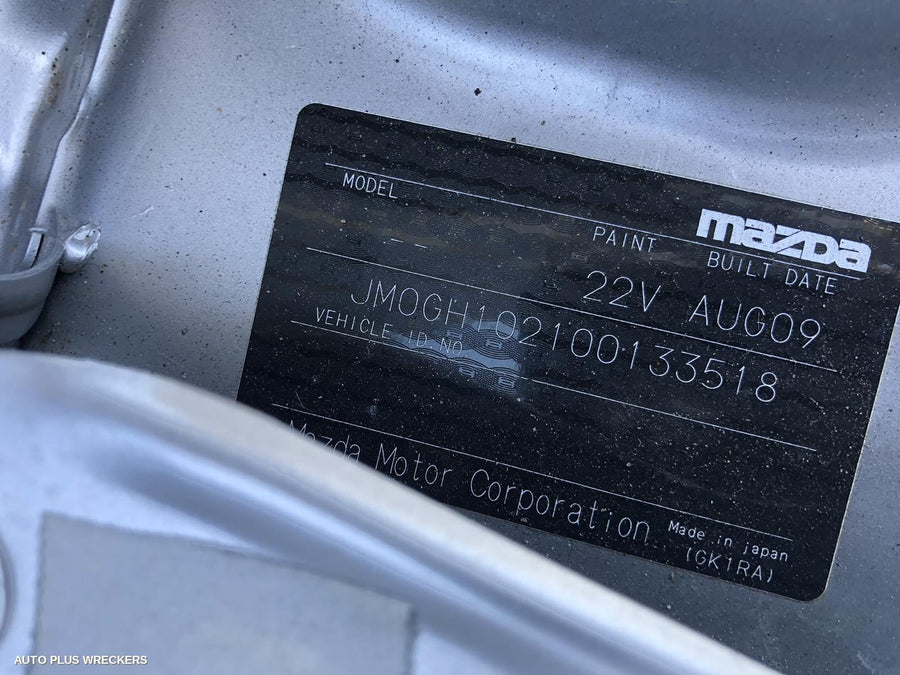 MODEL
PAINT
mazda
BUILT DATE
--
22V AUG09
JM0GH102100133518
VEHICLE ID NO
Mazda Motor Corporation
Made in japan
(GK1RA)
AUTO PLUS WRECKERS